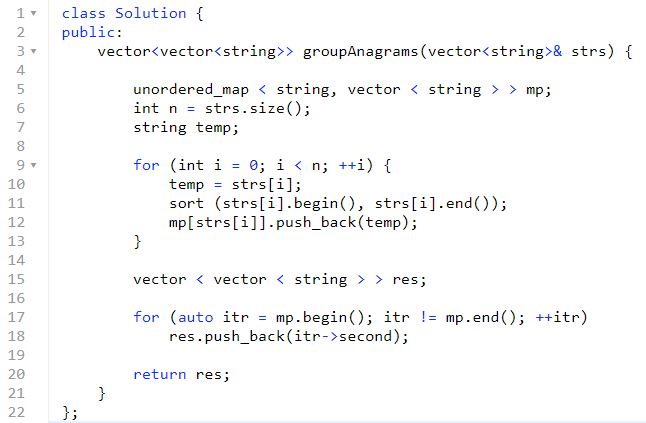 1 class Solution {
2 public:
3     vector<vector<string>> groupAnagrams(vector<string>& strs) {
4
5         unordered_map < string, vector < string > > mp;
6         int n = strs.size();
7         string temp;
8
9         for (int i = 0; i < n; ++i) {
10             temp = strs[i];
11             sort (strs[i].begin(), strs[i].end());
12             mp[strs[i]].push_back(temp);
13         }
14
15         vector < vector < string > > res;
16
17         for (auto itr = mp.begin(); itr != mp.end(); ++itr)
18             res.push_back(itr->second);
19
20         return res;
21     }
22 };